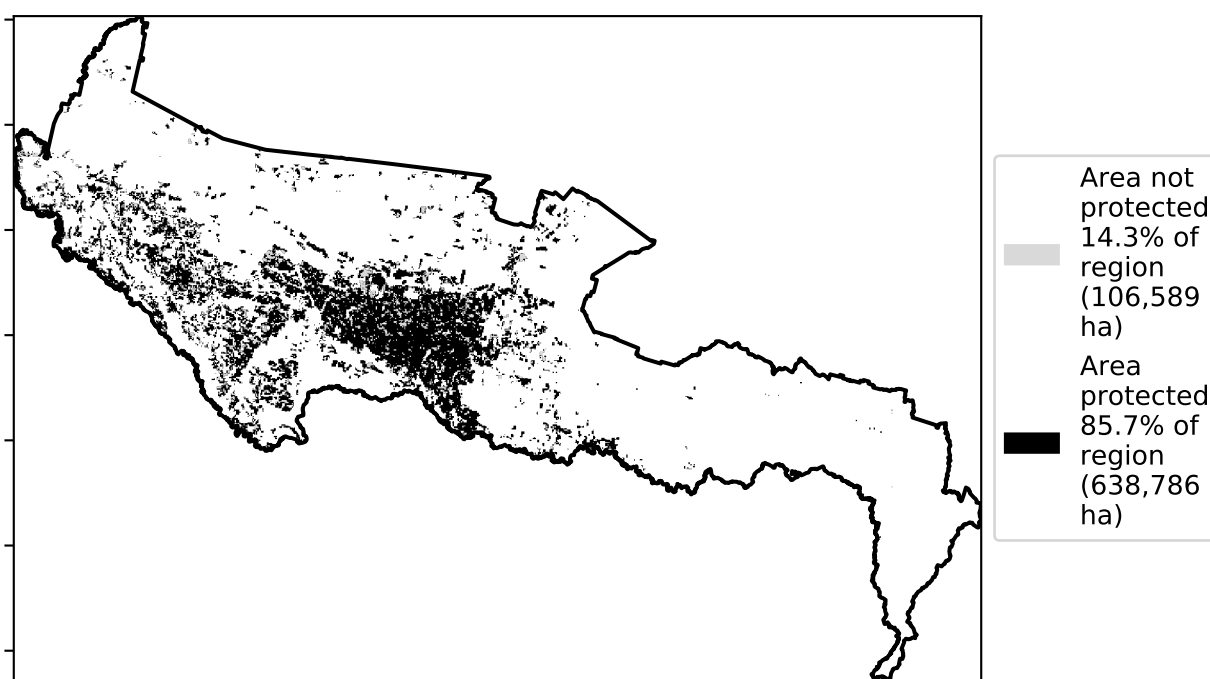 Area not
protected
14.3% of
region
(106,589
ha)
Area
protected
85.7% of
region
(638,786
ha)